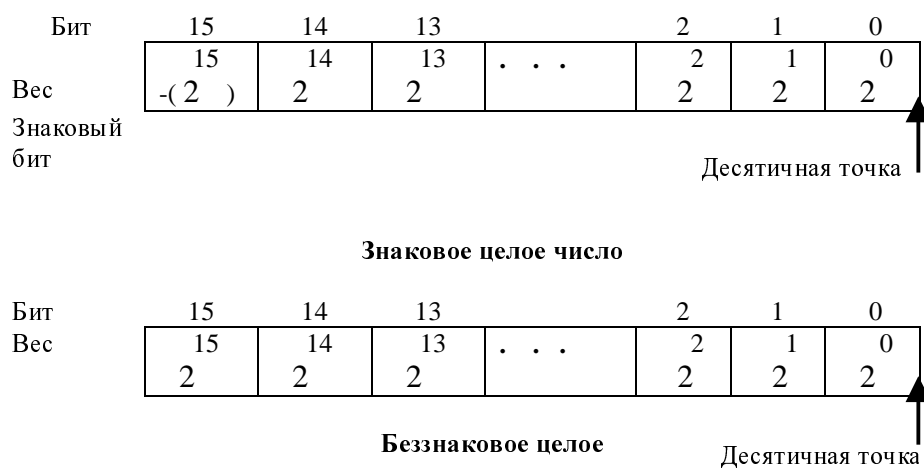 Бит 15 14 13 2 1 0
15 14 13 . . . 2 1 0
Вес -( 2 ) 2 2 2 2 2
Знаковый
бит
Десятичная точка
Знаковое целое число
Бит 15 14 13 2 1 0
Вес 15 14 13 . . . 2 1 0
2 2 2 2 2 2
Беззнаковое целое
Десятичная точка